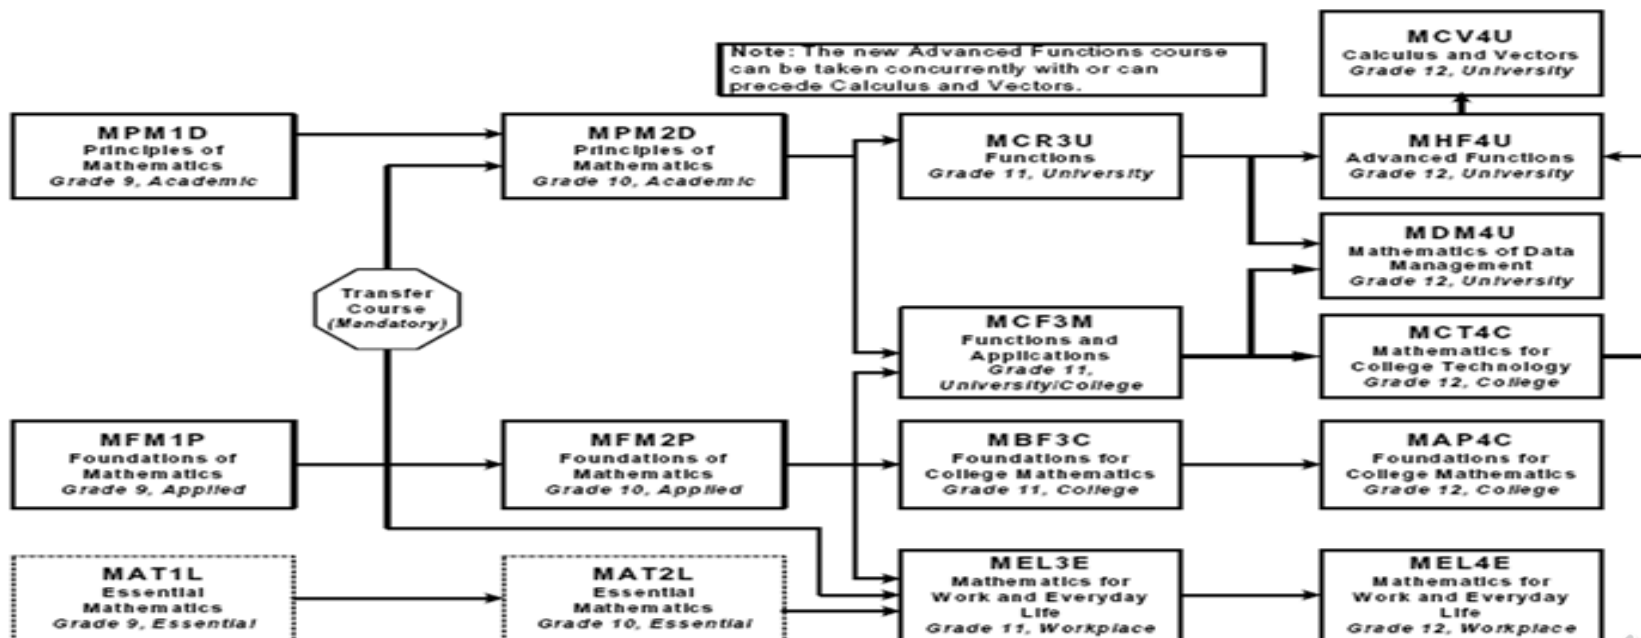 MCV4U
Calculus and Vectors
Grade 12, University
Note: The new Advanced Functions course
can be taken concurrently with or can
precede Calculus and Vectors.
MPM1D
Principles of
Mathematics
Grade 9, Academic
MPM2D
Principles of
Mathematics
Grade 10, Academic
MCR3U
Functions
Grade 11, University
MHF4U
Advanced Functions
Grade 12, University
MDM4U
Mathematics of Data
Management
Grade 12, University
Transfer
Course
(Mandatory)
MCF3M
Functions and
Applications
Grade 11,
University/College
MCT4C
Mathematics for
College Technology
Grade 12, College
MFM1P
Foundations of
Mathematics
Grade 9, Applied
MFM2P
Foundations of
Mathematics
Grade 10, Applied
MBF3C
Foundations for
College Mathematics
Grade 11, College
MAP4C
Foundations for
College Mathematics
Grade 12, College
MAT1L
Essential
Mathematics
Grade 9, Essential
MAT2L
Essential
Mathematics
Grade 10, Essential
MEL3E
Mathematics for
Work and Everyday
Life
Grade 11, Workplace
MEL4E
Mathematics for
Work and Everyday
Life
Grade 12, Workplace